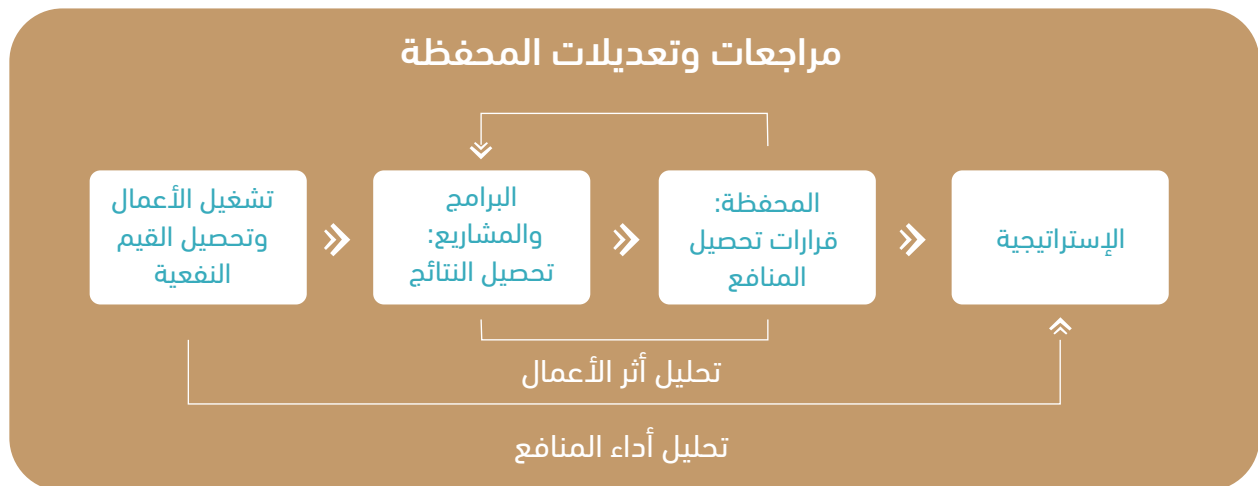 مراجعات وتعديلات المحفظة
الإستراتيجية
المحفظة:
قرارات تحصيل
المنافع
البرامج
والمشاريع:
تحصيل النتائج
تشغيل الأعمال
وتحصيل القيم
النفعية
تحليل أثر الأعمال
تحليل أداء المنافع